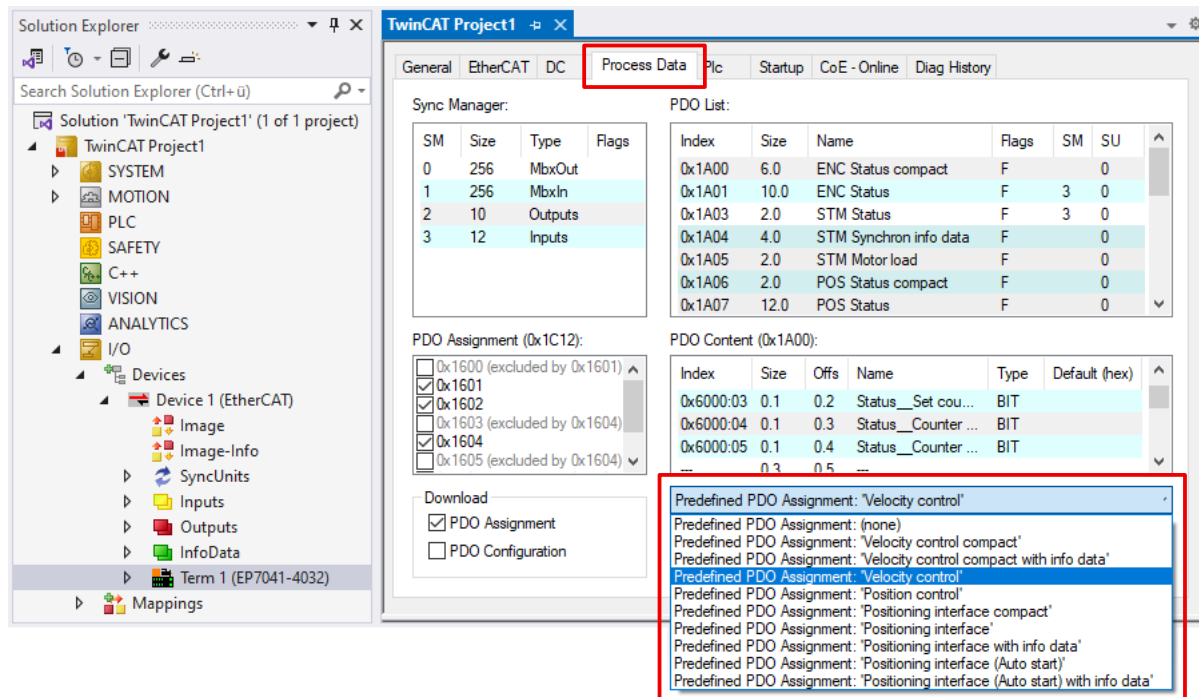 Solution Explorer
Search Solution Explorer (Ctrl+ü)
Solution 'TwinCAT Project1' (1 of 1 project)
TwinCAT Project1
SYSTEM
MOTION
PLC
SAFETY
C++
VISION
ANALYTICS
I/O
Devices
Device 1 (EtherCAT)
Image
Image-Info
SyncUnits
Inputs
Outputs
InfoData
Term 1 (EP7041-4032)
Mappings
TwinCAT Project1
General EtherCAT DC Process Data Plc Startup CoE - Online Diag History
Sync Manager:
SM Size Type Flags
0 256 MbxOut
1 256 MbxIn
2 10 Outputs
3 12 Inputs
PDO List:
Index Size Name Flags SM SU
0x1A00 6.0 ENC Status compact F 0
0x1A01 10.0 ENC Status F 3 0
0x1A03 2.0 STM Status F 3 0
0x1A04 4.0 STM Synchron info data F 0
0x1A05 2.0 STM Motor load F 0
0x1A06 2.0 POS Status compact F 0
0x1A07 12.0 POS Status F 0
PDO Assignment (0x1C12):
0x1600 (excluded by 0x1601)
0x1601
0x1602
0x1603 (excluded by 0x1604)
0x1604
0x1605 (excluded by 0x1604)
PDO Content (0x1A00):
Index Size Offs Name Type Default (hex)
0x6000:03 0.1 0.2 Status__Set cou... BIT
0x6000:04 0.1 0.3 Status__Counter ... BIT
0x6000:05 0.1 0.4 Status__Counter ... BIT
--- 0.3 0.5 ---
Download
PDO Assignment
PDO Configuration
Predefined PDO Assignment: 'Velocity control'
Predefined PDO Assignment: (none)
Predefined PDO Assignment: 'Velocity control compact'
Predefined PDO Assignment: 'Velocity control compact with info data'
Predefined PDO Assignment: 'Velocity control'
Predefined PDO Assignment: 'Position control'
Predefined PDO Assignment: 'Positioning interface compact'
Predefined PDO Assignment: 'Positioning interface'
Predefined PDO Assignment: 'Positioning interface with info data'
Predefined PDO Assignment: 'Positioning interface (Auto start)'
Predefined PDO Assignment: 'Positioning interface (Auto start) with info data'